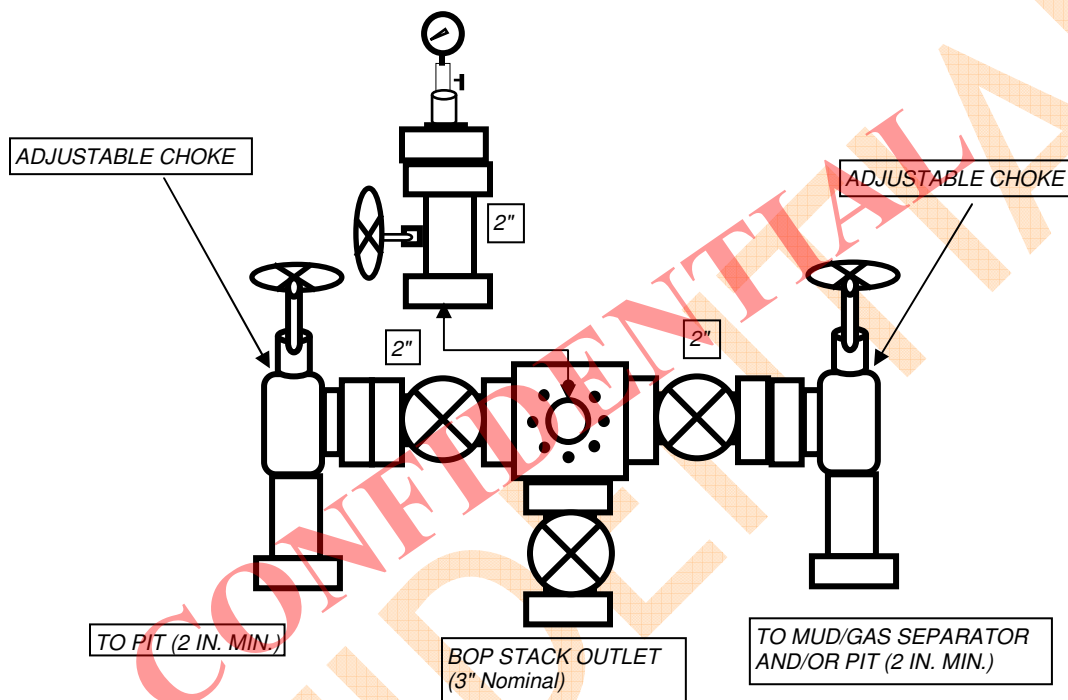 ADJUSTABLE CHOKE
ADJUSTABLE CHOKE
2"
2"
2"
TO PIT (2 IN. MIN.)
BOP STACK OUTLET
(3" Nominal)
TO MUD/GAS SEPARATOR
AND/OR PIT (2 IN. MIN.)
CONFIDENTIAL